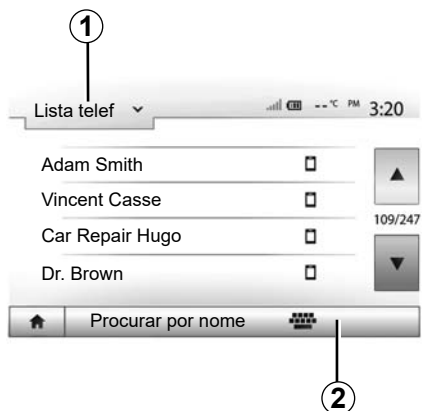 1
Lista telef
--°C PM 3:20
Adam Smith
Vincent Casse
Car Repair Hugo
Dr. Brown
109/247
Procurar por nome
2